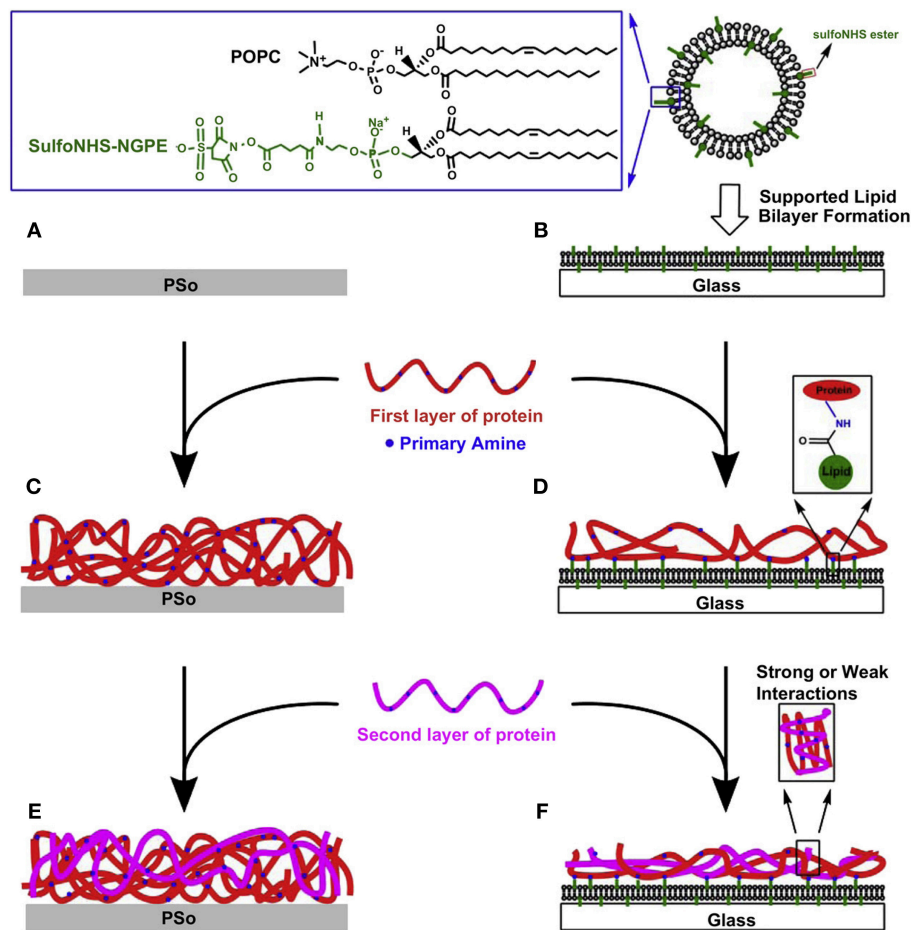 POPC
SulfoNHS-NGPE
sulfoNHS ester
Supported Lipid
Bilayer Formation
A
B
PSo
Glass
First layer of protein
Primary Amine
Protein
NH
O
Lipid
C
D
PSo
Glass
Strong or Weak
Interactions
Second layer of protein
E
F
PSo
Glass